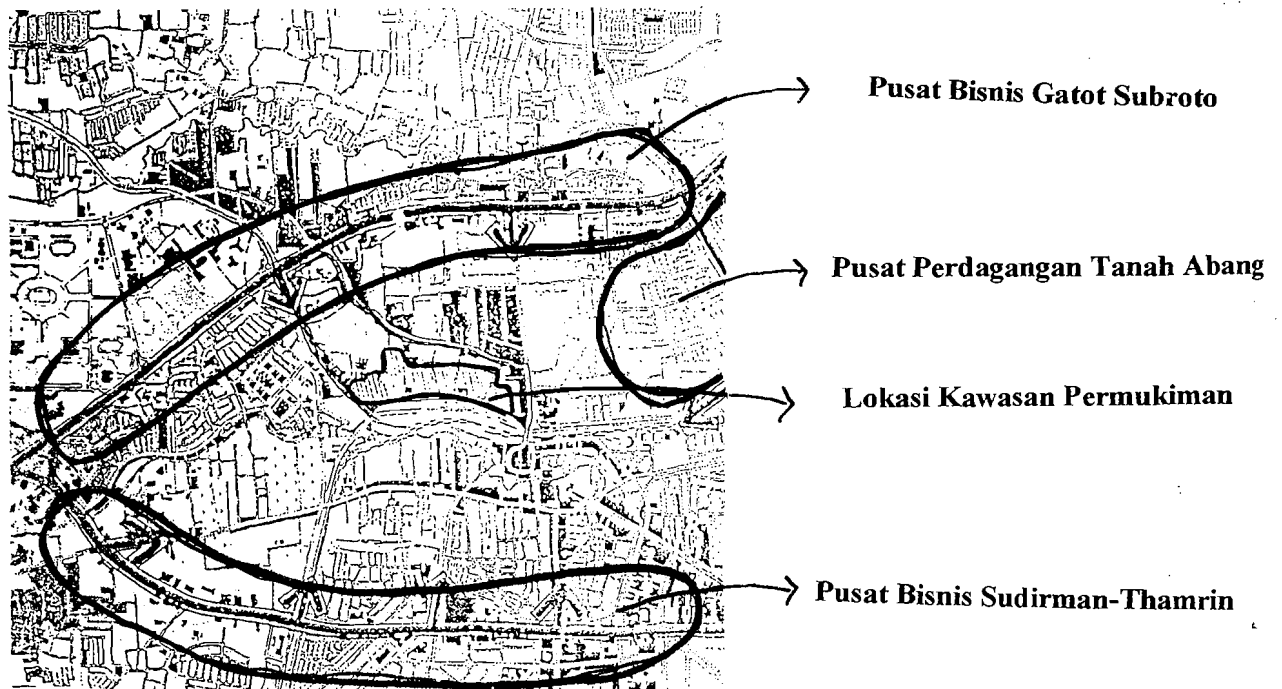 Pusat Bisnis Gatot Subroto
Pusat Perdagangan Tanah Abang
Lokasi Kawasan Permukiman
Pusat Bisnis Sudirman-Thamrin